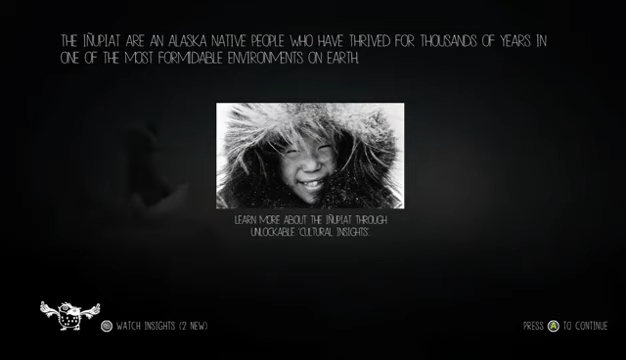 THE IÑUPIAT ARE AN ALASKA NATIVE PEOPLE WHO HAVE THRIVED FOR THOUSANDS OF YEARS IN
ONE OF THE MOST FORMIDABLE ENVIRONMENTS ON EARTH.
LEARN MORE ABOUT THE IÑUPIAT THROUGH
UNLOCKABLE 'CULTURAL INSIGHTS'.
WATCH INSIGHTS (2 NEW)
PRESS A TO CONTINUE